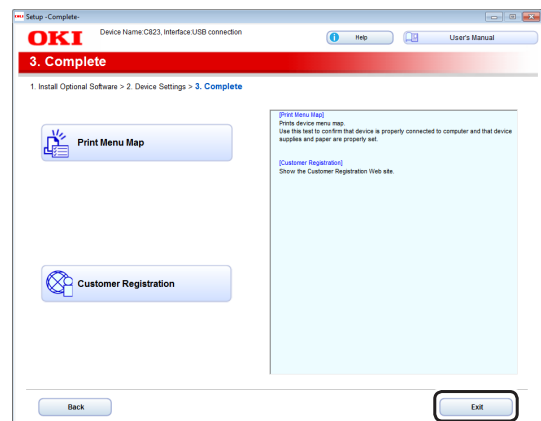 Setup -Complete-
OKI
Device Name:C823, Interface:USB connection
Help
User's Manual
3. Complete
1. Install Optional Software > 2. Device Settings > 3. Complete
Print Menu Map
[Print Menu Map]
Prints device menu map.
Use this test to confirm that device is properly connected to computer and that device
supplies and paper are properly set.
[Customer Registration]
Show the Customer Registration Web site.
Customer Registration
Back
Exit